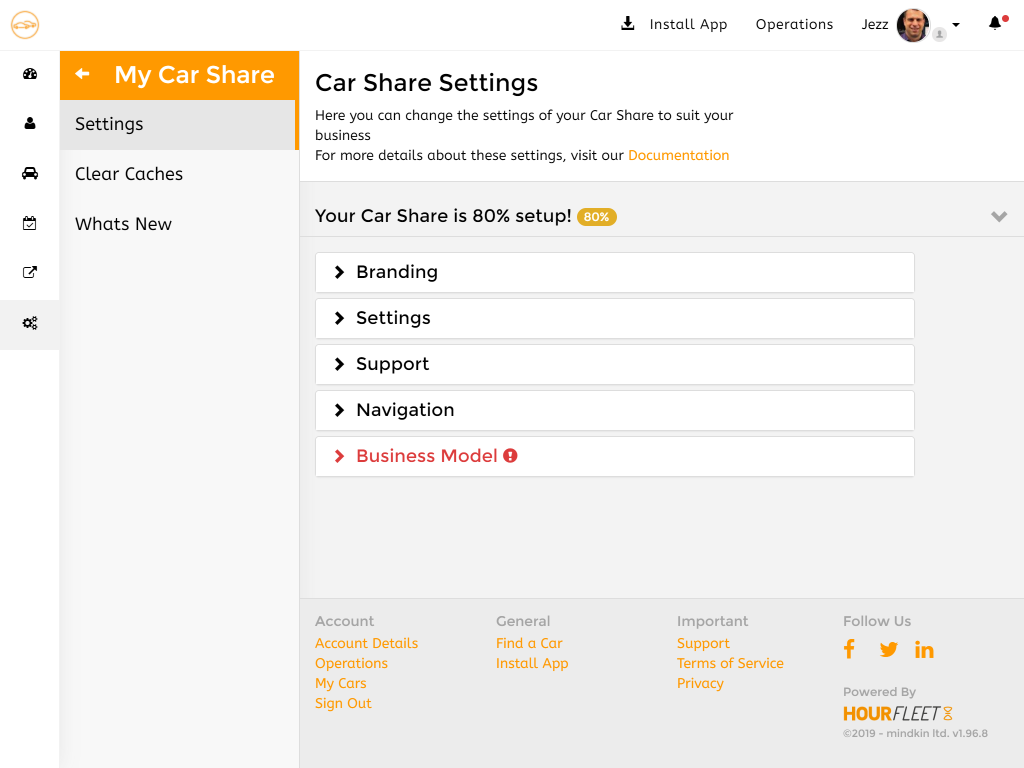 Install App
Operations
Jezz
My Car Share
Settings
Clear Caches
Whats New
Car Share Settings
Here you can change the settings of your Car Share to suit your
business
For more details about these settings, visit our Documentation
Your Car Share is 80% setup! 80%
Branding
Settings
Support
Navigation
Business Model
Account
Account Details
Operations
My Cars
Sign Out
General
Find a Car
Install App
Important
Support
Terms of Service
Privacy
Follow Us
Powered By
HOURFLEET
©2019 - mindkin ltd. v1.96.8